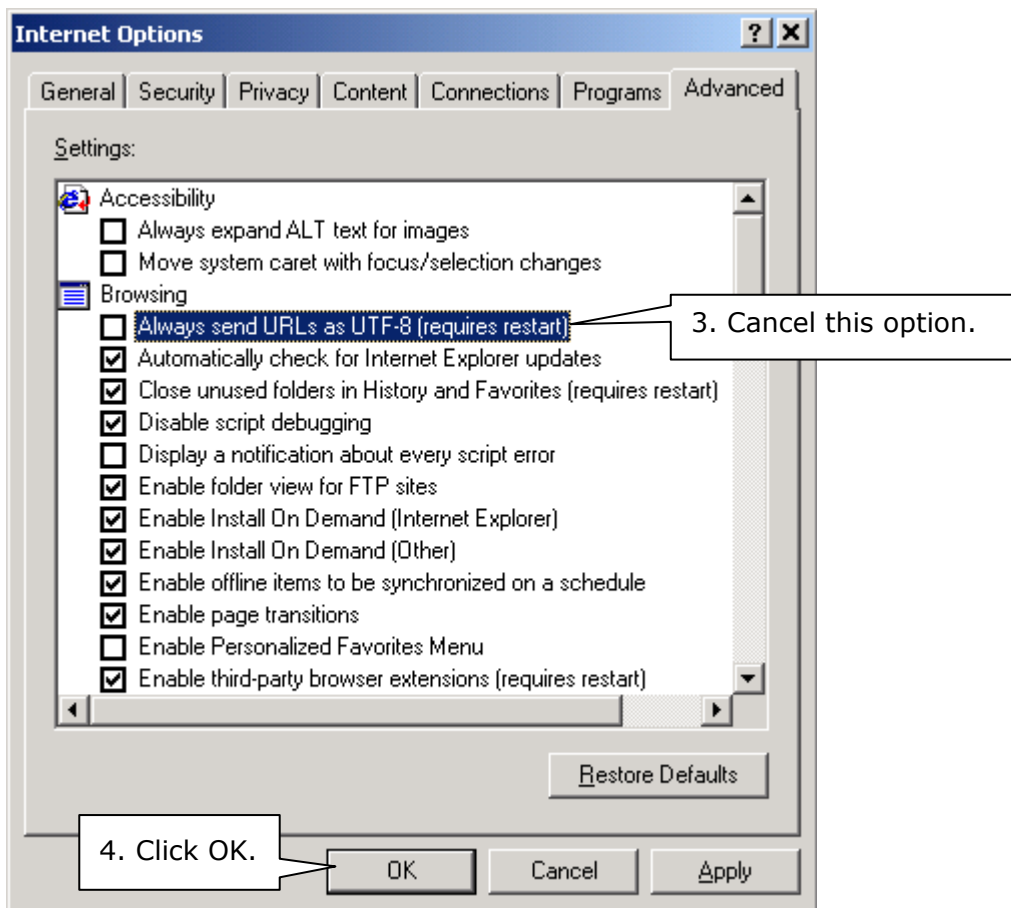 Internet Options
General Security Privacy Content Connections Programs Advanced
Settings:
Accessibility
Always expand ALT text for images
Move system caret with focus/selection changes
Browsing
Always send URLs as UTF-8 (requires restart)
3. Cancel this option.
Automatically check for Internet Explorer updates
Close unused folders in History and Favorites (requires restart)
Disable script debugging
Display a notification about every script error
Enable folder view for FTP sites
Enable Install On Demand (Internet Explorer)
Enable Install On Demand (Other)
Enable offline items to be synchronized on a schedule
Enable page transitions
Enable Personalized Favorites Menu
Enable third-party browser extensions (requires restart)
Restore Defaults
4. Click OK.
OK Cancel Apply